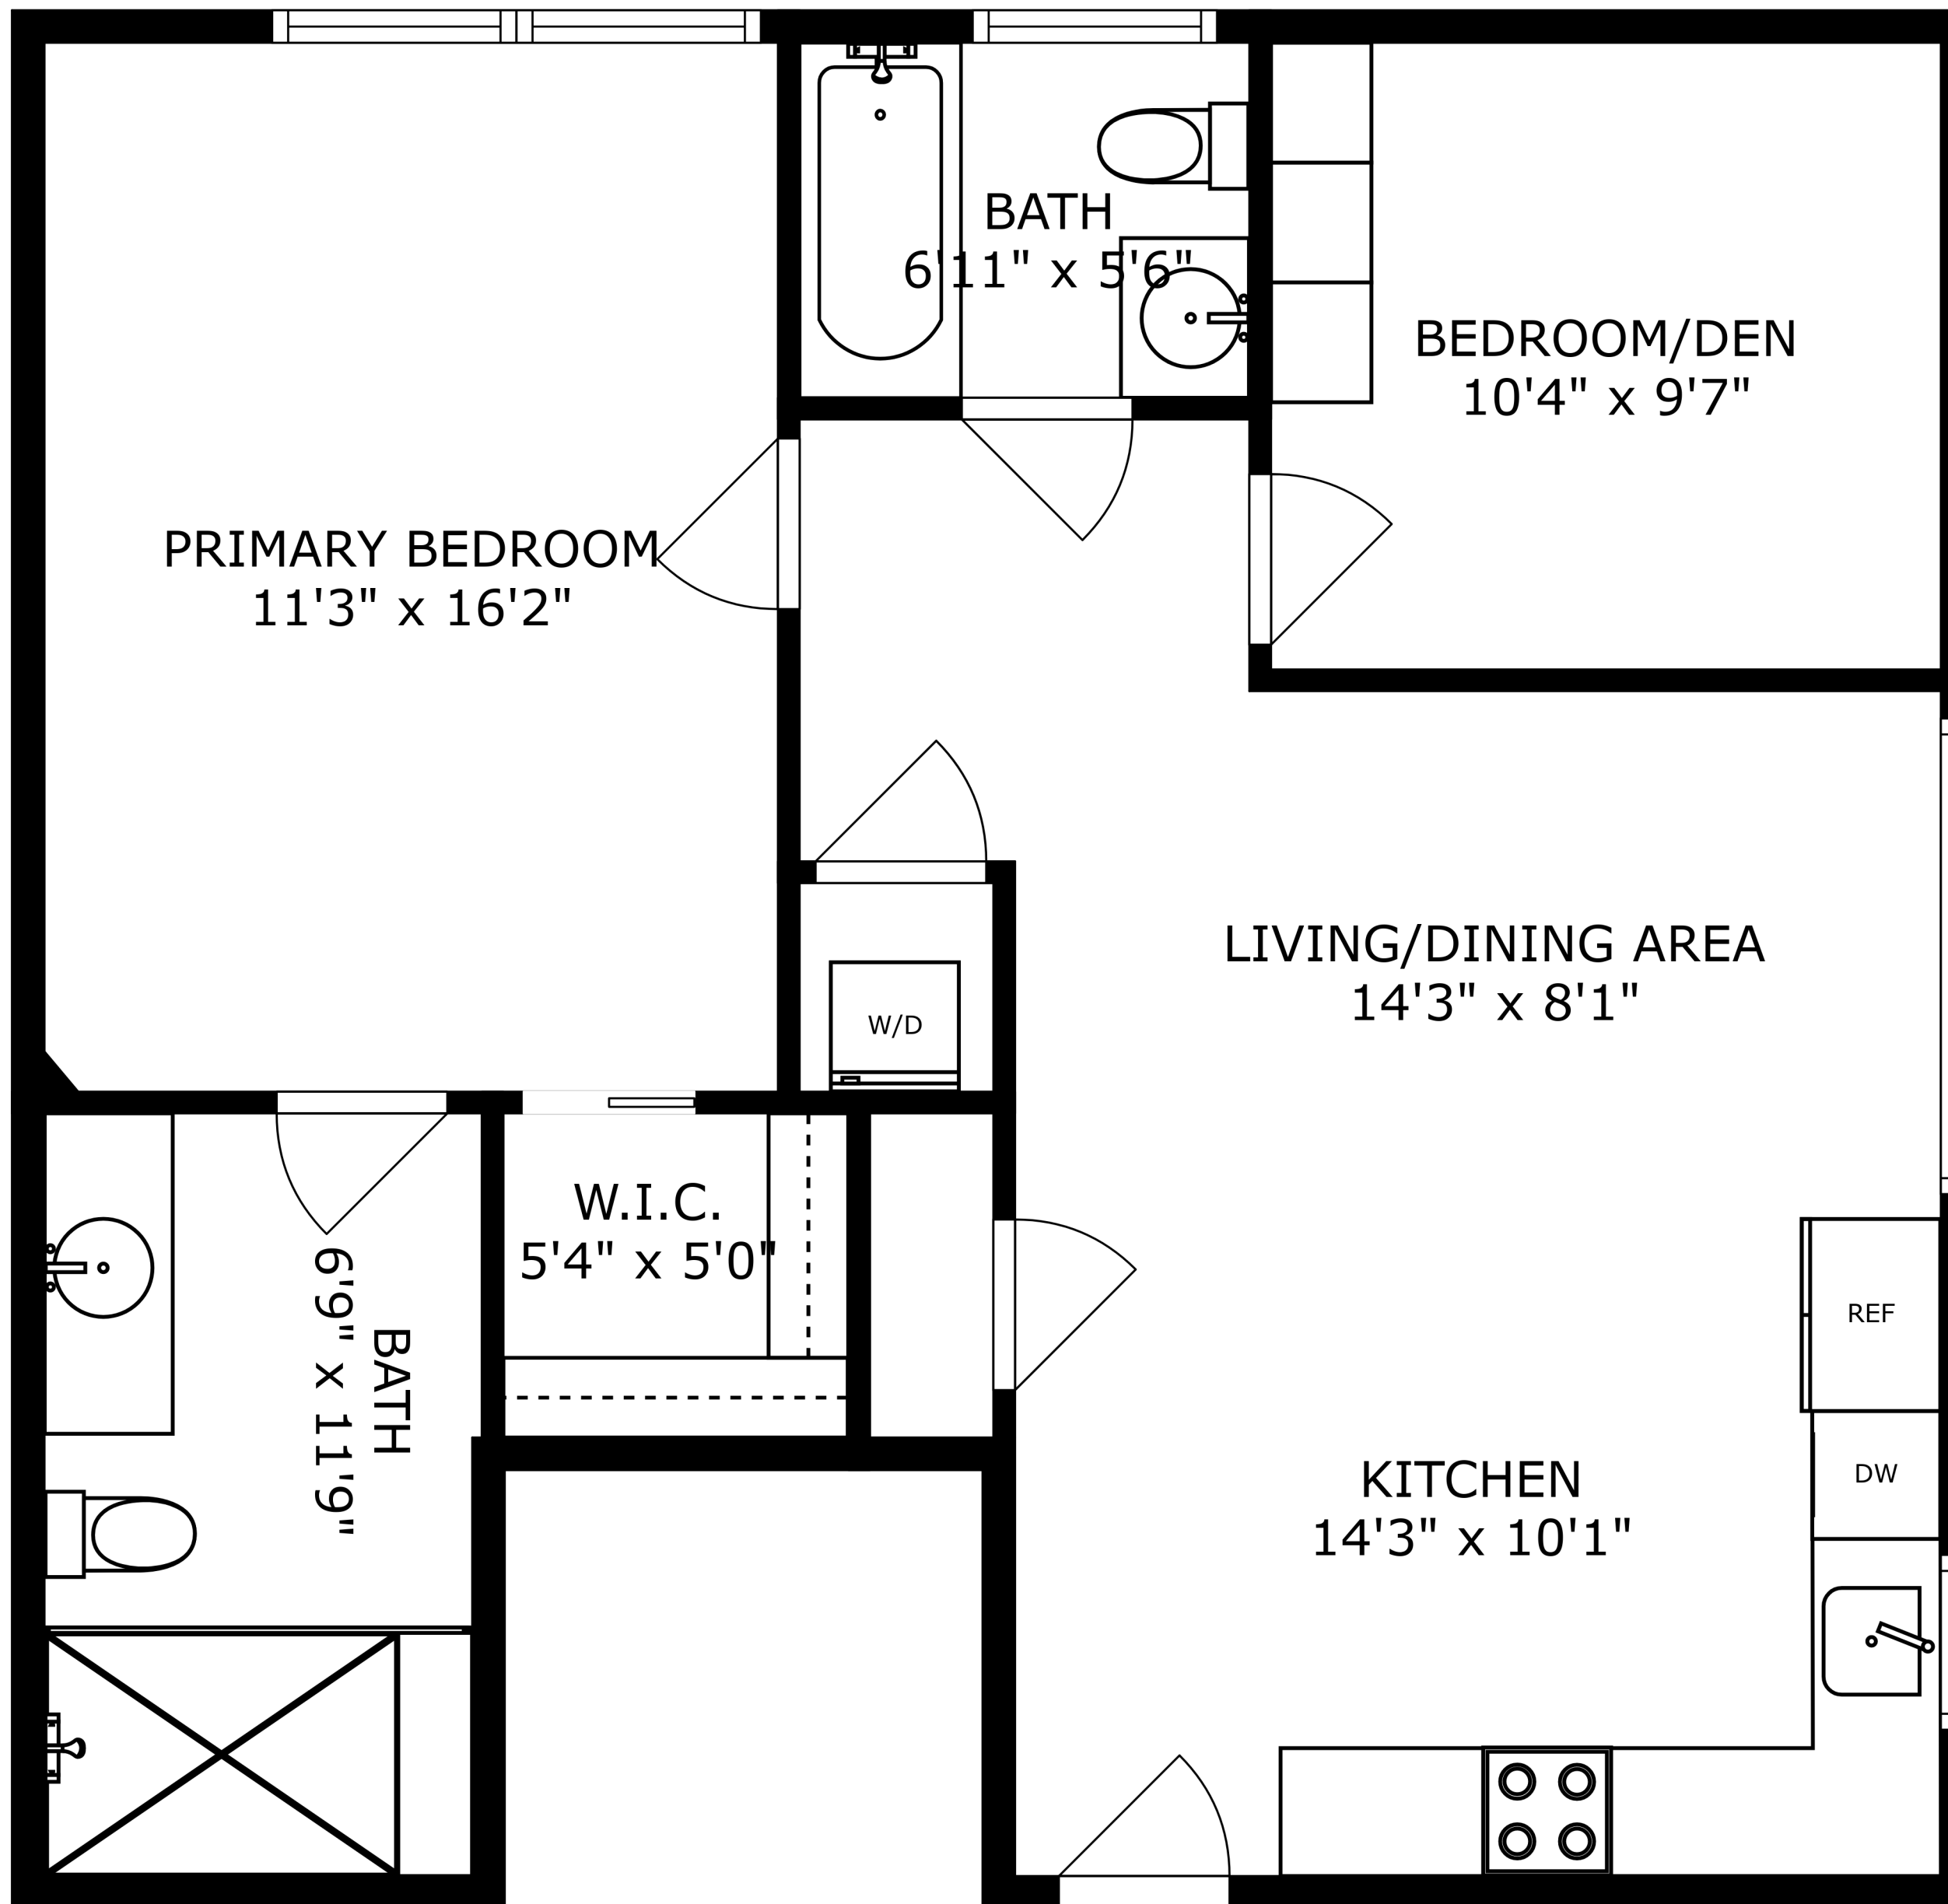 BATH
6'11" x 5'6"
BEDROOM/DEN
10'4" x 9'7"
PRIMARY BEDROOM
11'3" x 16'2"
LIVING/DINING AREA
14'3" x 8'1"
W/D
W.I.C.
5'4" x 5'0"
BATH
6'9" x 11'9"
REF
DW
KITCHEN
14'3" x 10'1"